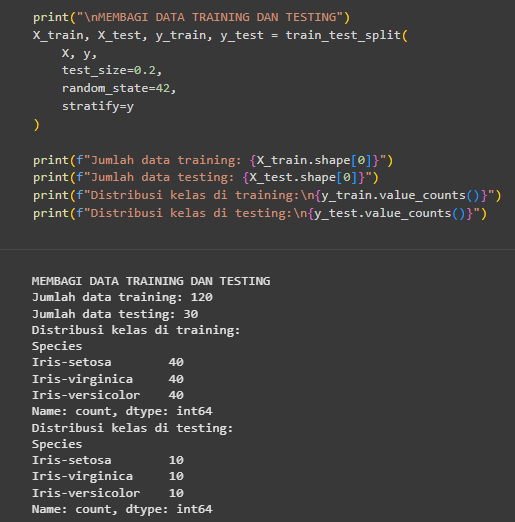 print("\nMEMBAGI DATA TRAINING DAN TESTING")
X_train, X_test, y_train, y_test = train_test_split(
    X, y,
    test_size=0.2,
    random_state=42,
    stratify=y
)

print(f"Jumlah data training: {X_train.shape[0]}")
print(f"Jumlah data testing: {X_test.shape[0]}")
print(f"Distribusi kelas di training:\n{y_train.value_counts()}")
print(f"Distribusi kelas di testing:\n{y_test.value_counts()}")

MEMBAGI DATA TRAINING DAN TESTING
Jumlah data training: 120
Jumlah data testing: 30
Distribusi kelas di training:
Species
Iris-setosa        40
Iris-virginica     40
Iris-versicolor    40
Name: count, dtype: int64
Distribusi kelas di testing:
Species
Iris-setosa        10
Iris-virginica     10
Iris-versicolor    10
Name: count, dtype: int64